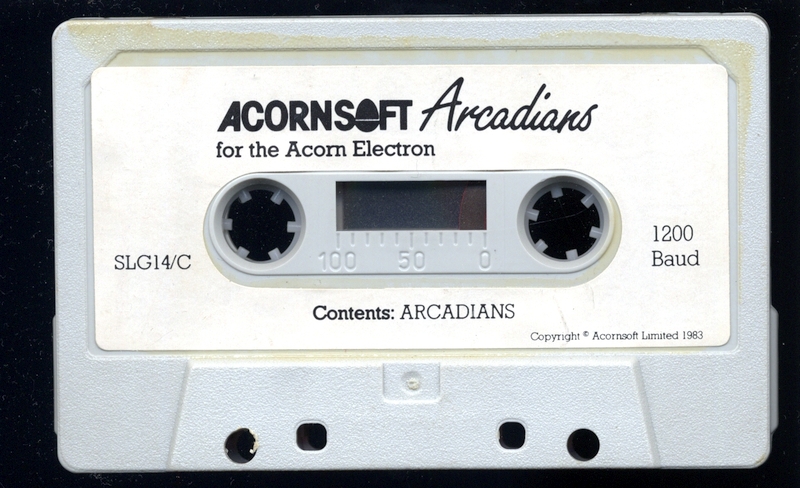 ACORNSOFT Arcadians
for the Acorn Electron
SLG14/C
100 50 0
1200
Baud
Contents: ARCADIANS
Copyright © Acornsoft Limited 1983